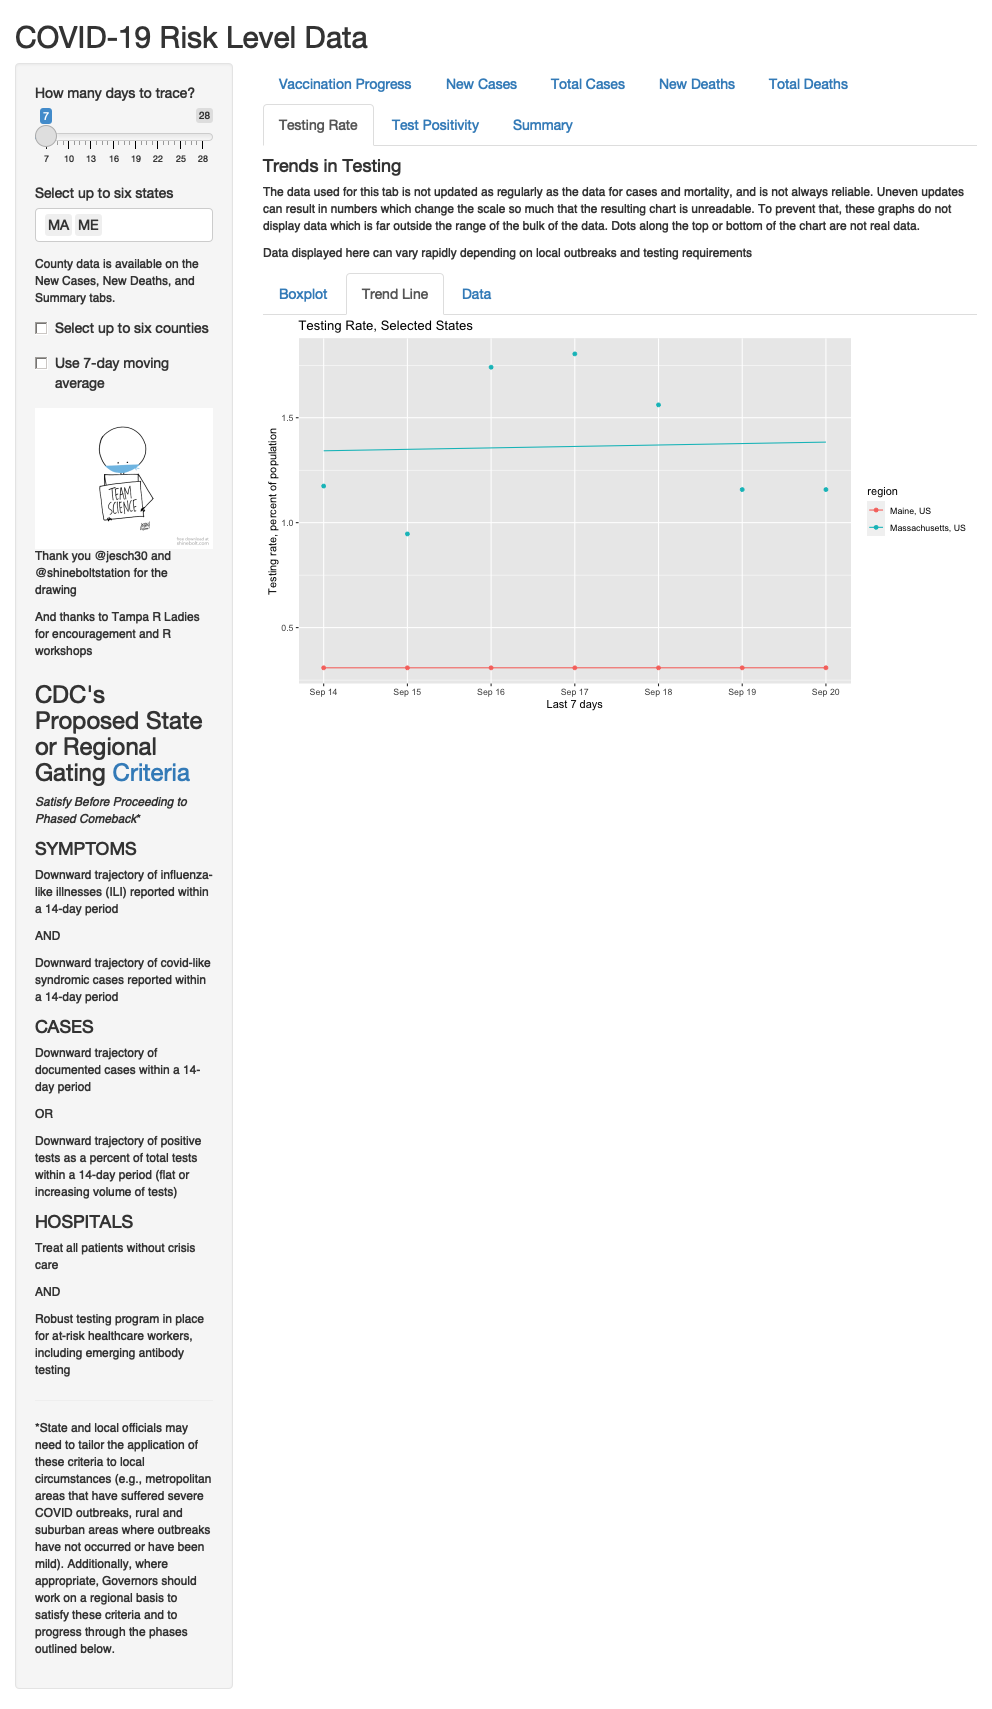 COVID-19 Risk Level Data
How many days to trace?
7
28
7 10 13 16 19 22 25 28
Select up to six states
MA ME
County data is available on the
New Cases, New Deaths, and
Summary tabs.
Select up to six counties
Use 7-day moving
average
TEAM
SCIENCE
Thank you @jesch30 and
@shineboltstation for the
drawing
And thanks to Tampa R Ladies
for encouragement and R
workshops
CDC's
Proposed State
or Regional
Gating Criteria
Satisfy Before Proceeding to
Phased Comeback*
SYMPTOMS
Downward trajectory of influenza-
like illnesses (ILI) reported within
a 14-day period
AND
Downward trajectory of covid-like
syndromic cases reported within
a 14-day period
CASES
Downward trajectory of
documented cases within a 14-
day period
OR
Downward trajectory of positive
tests as a percent of total tests
within a 14-day period (flat or
increasing volume of tests)
HOSPITALS
Treat all patients without crisis
care
AND
Robust testing program in place
for at-risk healthcare workers,
including emerging antibody
testing
*State and local officials may
need to tailor the application of
these criteria to local
circumstances (e.g., metropolitan
areas that have suffered severe
COVID outbreaks, rural and
suburban areas where outbreaks
have not occurred or have been
mild). Additionally, where
appropriate, Governors should
work on a regional basis to
satisfy these criteria and to
progress through the phases
outlined below.
Vaccination Progress New Cases Total Cases New Deaths Total Deaths
Testing Rate Test Positivity Summary
Trends in Testing
The data used for this tab is not updated as regularly as the data for cases and mortality, and is not always reliable. Uneven updates
can result in numbers which change the scale so much that the resulting chart is unreadable. To prevent that, these graphs do not
display data which is far outside the range of the bulk of the data. Dots along the top or bottom of the chart are not real data.
Data displayed here can vary rapidly depending on local outbreaks and testing requirements
Boxplot Trend Line Data
Testing Rate, Selected States
Testing rate, percent of population
1.5
1.0
0.5
Sep 14 Sep 15 Sep 16 Sep 17 Sep 18 Sep 19 Sep 20
Last 7 days
region
Maine, US
Massachusetts, US